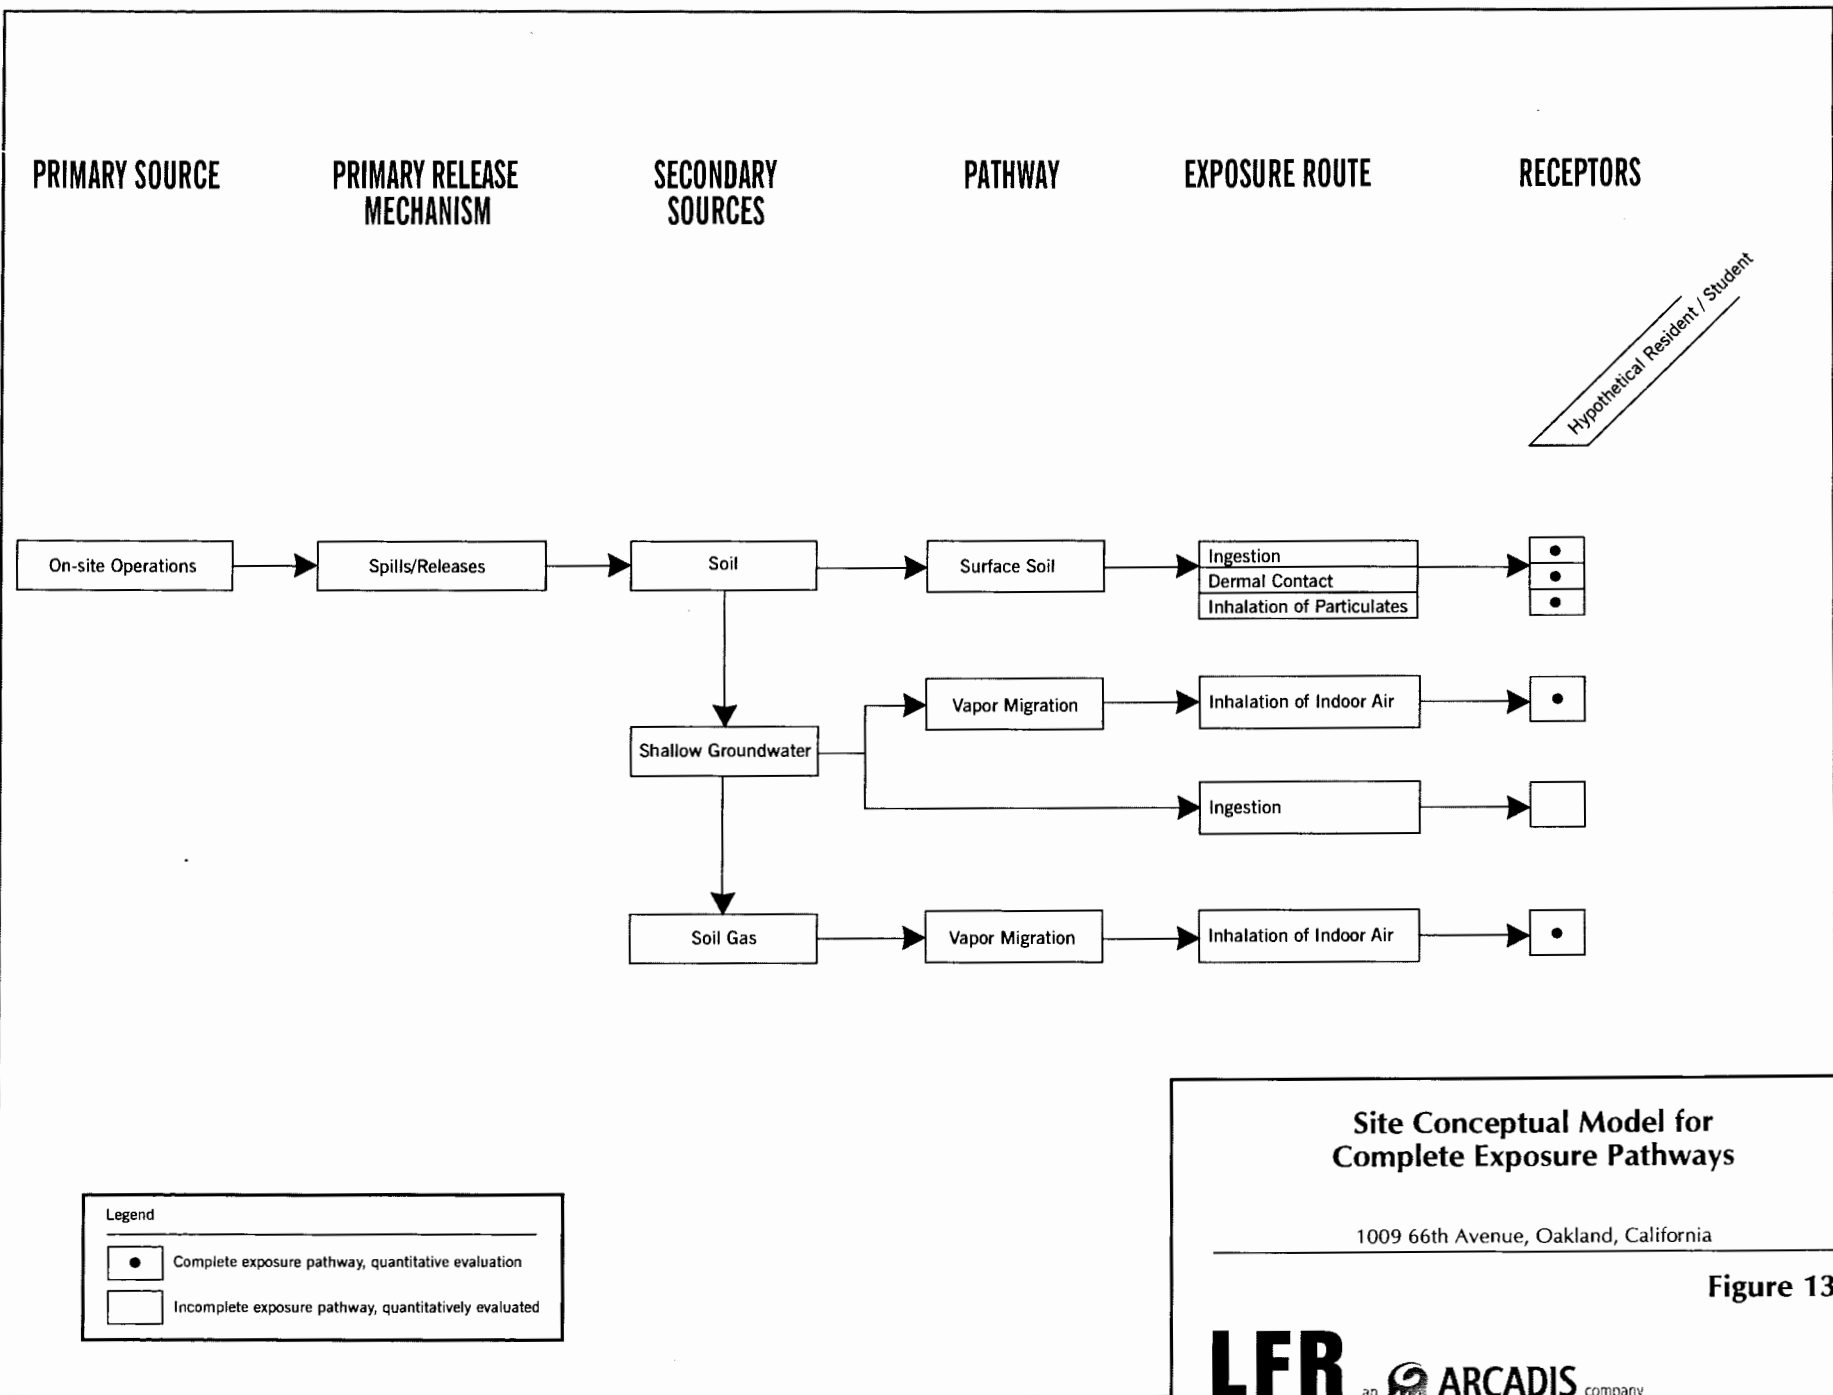 PRIMARY SOURCE
PRIMARY RELEASE
MECHANISM
SECONDARY
SOURCES
PATHWAY
EXPOSURE ROUTE
RECEPTORS
Hypothetical Resident / Student
On-site Operations
Spills/Releases
Soil
Surface Soil
Ingestion
Dermal Contact
Inhalation of Particulates
Shallow Groundwater
Vapor Migration
Inhalation of Indoor Air
Ingestion
Soil Gas
Vapor Migration
Inhalation of Indoor Air
Legend
Complete exposure pathway, quantitative evaluation
Incomplete exposure pathway, quantitatively evaluated
Site Conceptual Model for
Complete Exposure Pathways
1009 66th Avenue, Oakland, California
Figure 13
LFR an ARCADIS company